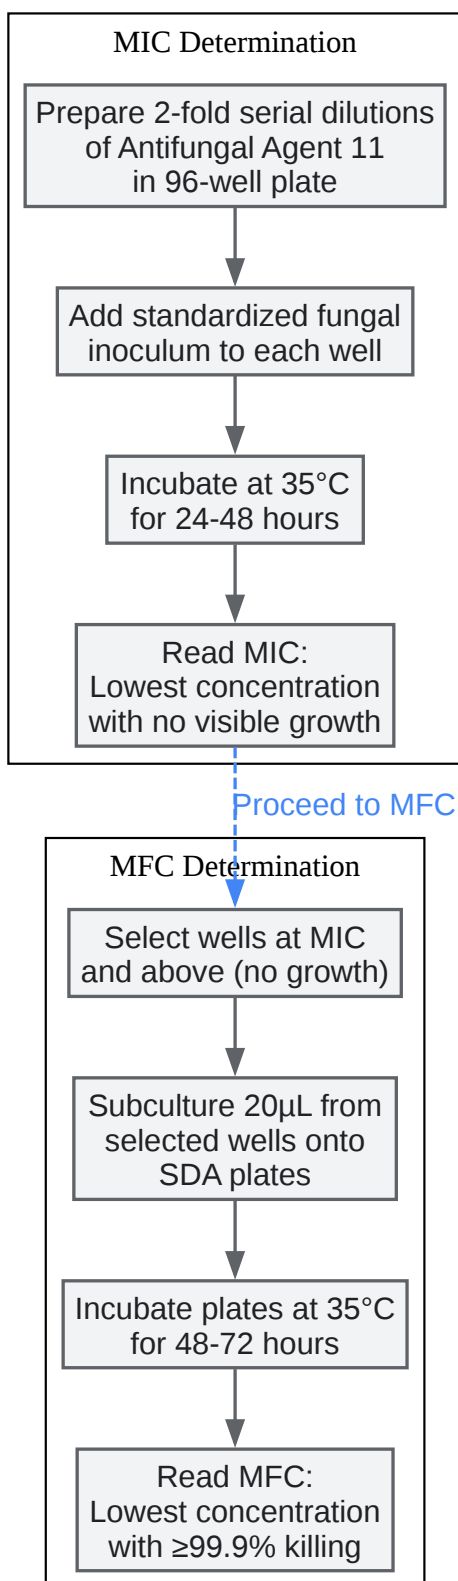 MIC Determination
Prepare 2-fold serial dilutions
of Antifungal Agent 11
in 96-well plate
Add standardized fungal
inoculum to each well
Incubate at 35°C
for 24-48 hours
Read MIC:
Lowest concentration
with no visible growth
Proceed to MFC
MFC Determination
Select wells at MIC
and above (no growth)
Subculture 20µL from
selected wells onto
SDA plates
Incubate plates at 35°C
for 48-72 hours
Read MFC:
Lowest concentration
with ≥99.9% killing